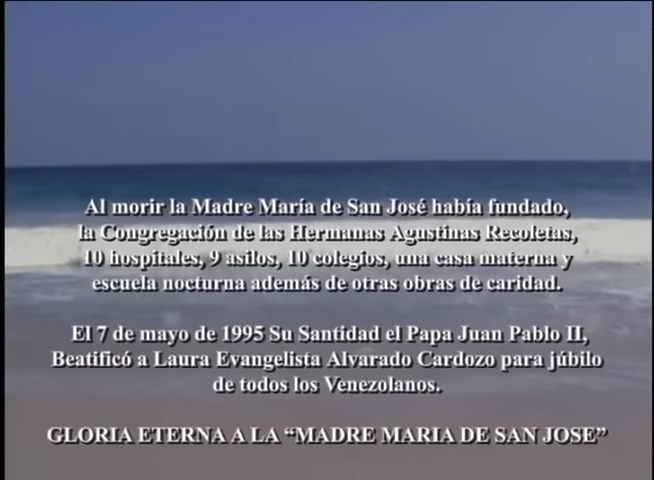 Al morir la Madre María de San José había fundado,
la Congregación de las Hermanas Agustinas Recoletas,
10 hospitales, 9 asilos, 10 colegios, una casa materna y
escuela nocturna además de otras obras de caridad.
El 7 de mayo de 1995 Su Santidad el Papa Juan Pablo II,
Beatificó a Laura Evangelista Alvarado Cardozo para júbilo
de todos los Venezolanos.
GLORIA ETERNA A LA “MADRE MARIA DE SAN JOSE”